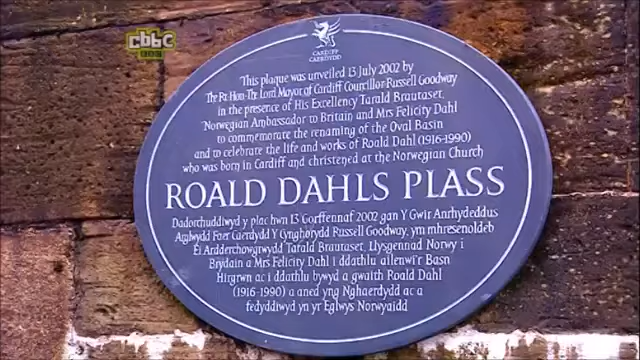 cbbc
CARDIFF
CAERDYDD
This plaque was unveiled 13 July 2002 by
The Rt·Hon·The Lord Mayor of Cardiff Councillor Russell Goodway
in the presence of His Excellency Tarald Brautaset,
Norwegian Ambassador to Britain and Mrs Felicity Dahl
to commemorate the renaming of the Oval Basin
and to celebrate the life and works of Roald Dahl (1916-1990)
who was born in Cardiff and christened at the Norwegian Church
ROALD DAHLS PLASS
Dadorchuddiwyd y plac hwn 13 Gorffennaf 2002 gan Y Gwir Anrhydeddus
Arglwydd Faer Caerdydd Y Cynghorydd Russell Goodway, ym mhresenoldeb
Ei Ardderchowgrwydd Tarald Brautaset, Llysgennad Norwy i
Brydain a Mrs Felicity Dahl i ddathlu ailenwi'r Basn
Hirgrwn ac i ddathlu bywyd a gwaith Roald Dahl
(1916-1990) a aned yng Nghaerdydd ac a
fedyddiwyd yn yr Eglwys Norwyaidd